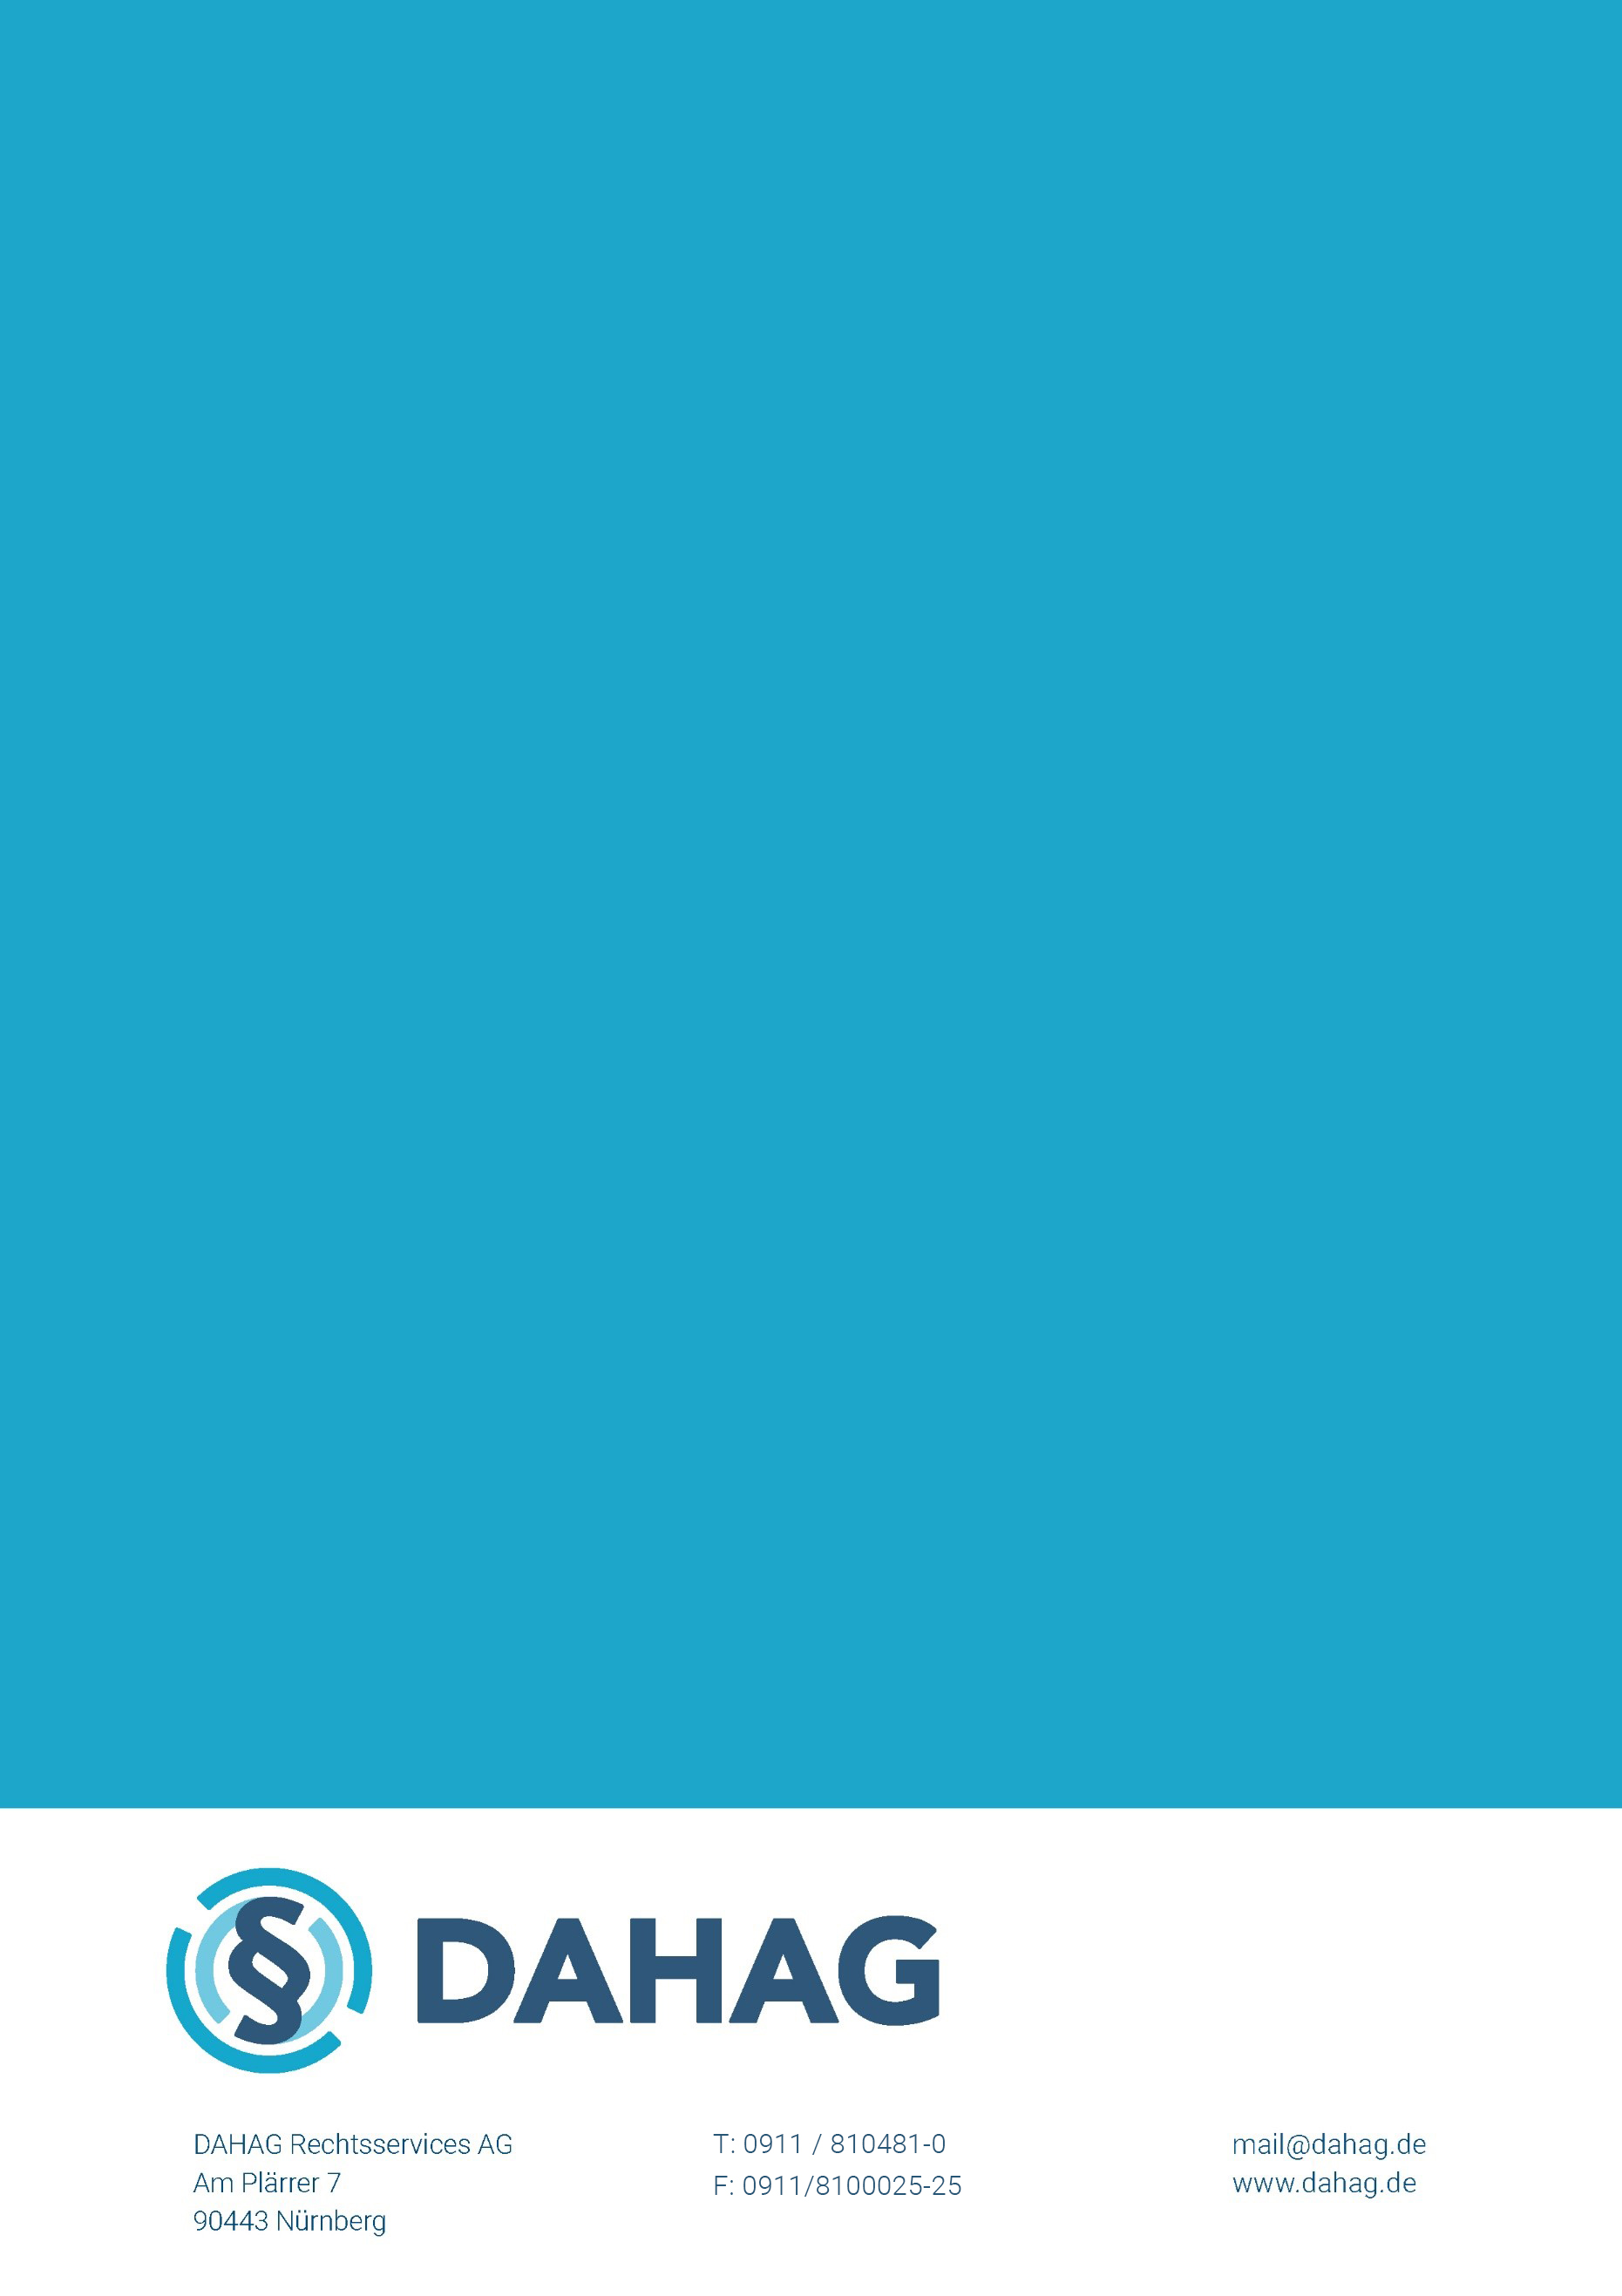 § DAHAG
DAHAG Rechtsservices AG
Am Plärrer 7
90443 Nürnberg
T: 0911 / 810481-0
F: 0911/8100025-25
mail@dahag.de
www.dahag.de